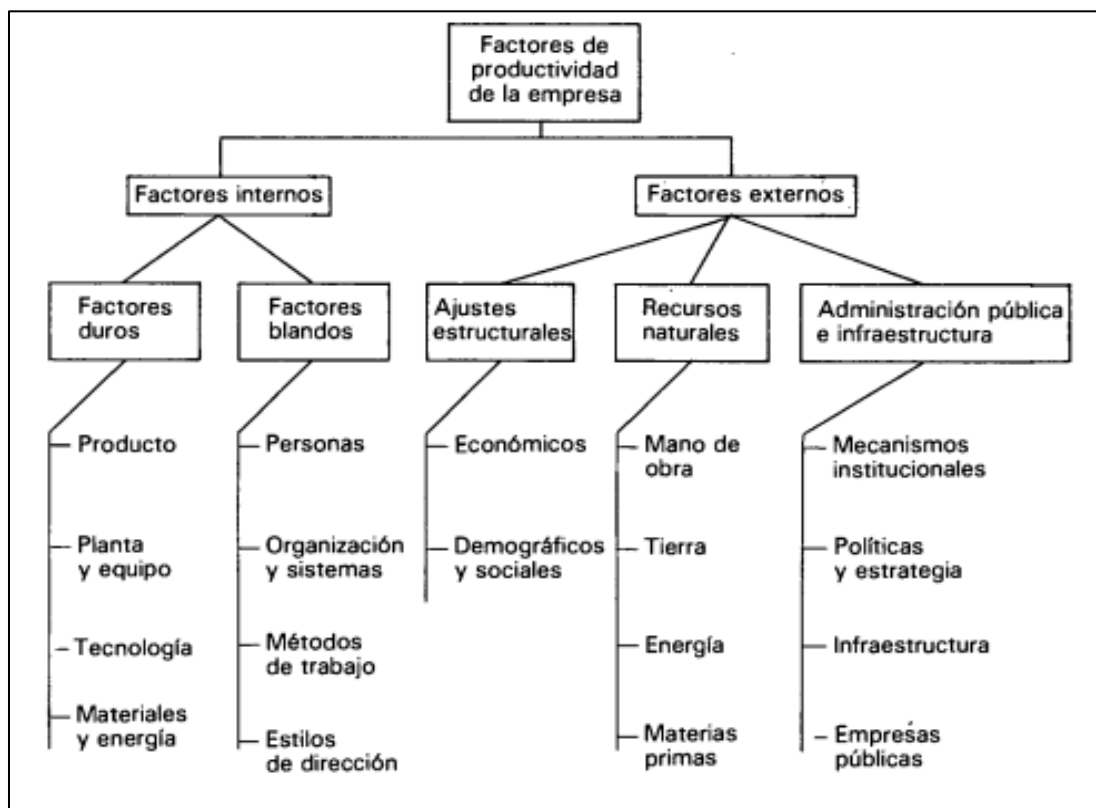 Factores de
productividad
de la empresa
Factores internos
Factores externos
Factores
duros
Factores
blandos
Ajustes
estructurales
Recursos
naturales
Administración pública
e infraestructura
Producto
Planta
y equipo
Tecnología
Materiales
y energía
Personas
Organización
y sistemas
Métodos
de trabajo
Estilos
de dirección
Económicos
Demográficos
y sociales
Mano de
obra
Tierra
Energía
Materias
primas
Mecanismos
institucionales
Políticas
y estrategia
Infraestructura
Empresas
públicas